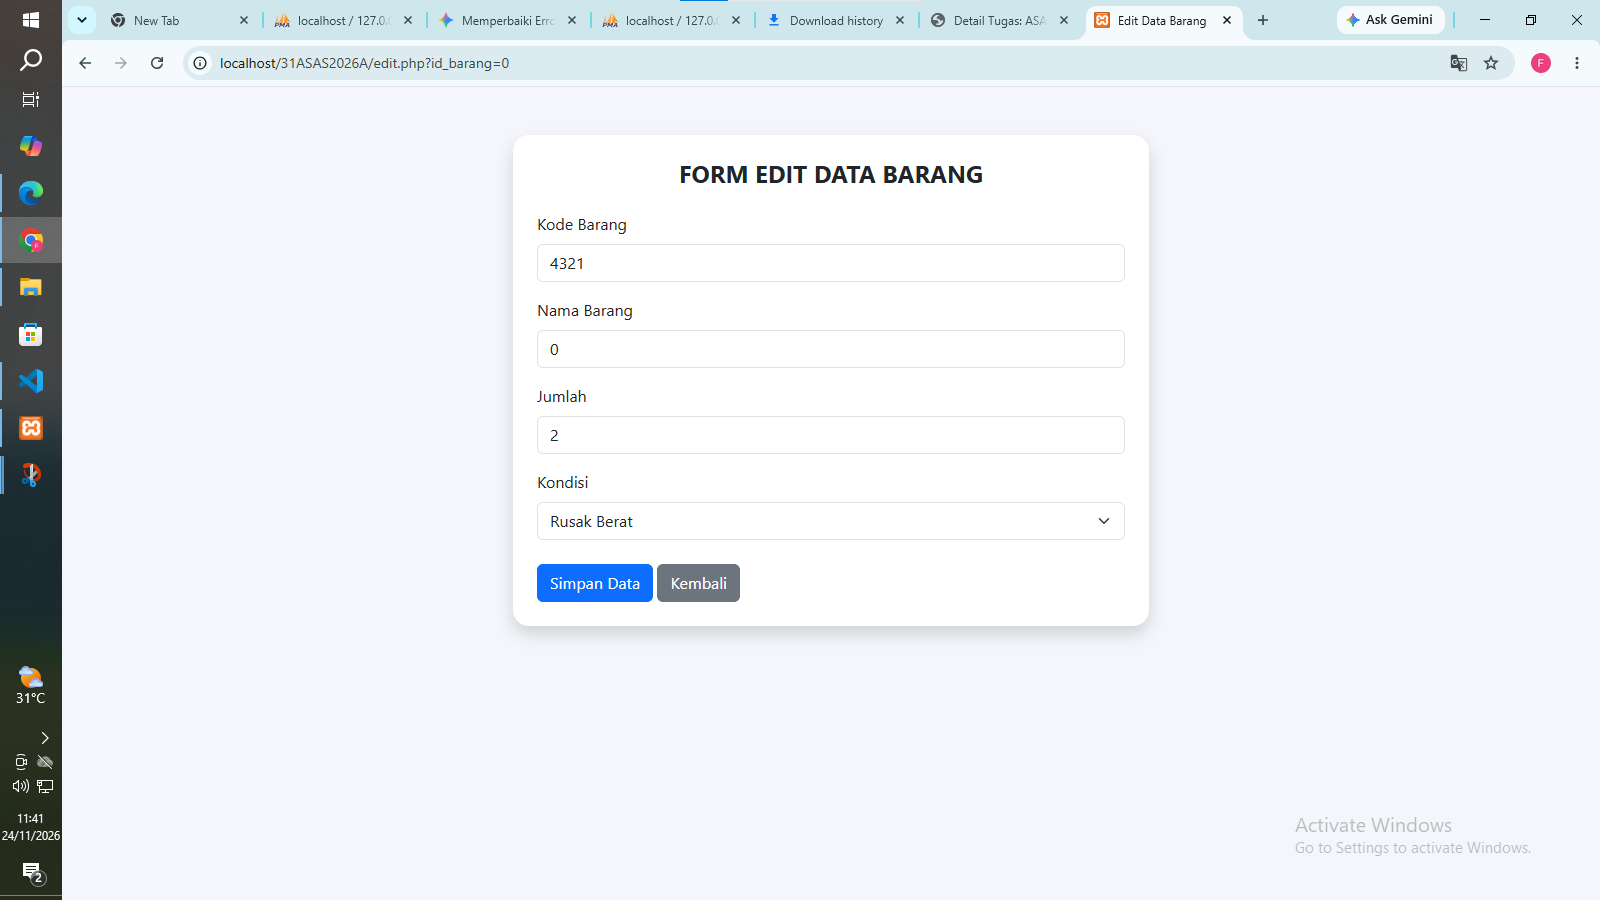 New Tab
localhost / 127.0.
Memperbaiki Erro
localhost / 127.0.
Download history
Detail Tugas: ASA
Edit Data Barang
Ask Gemini
localhost/31ASAS2026A/edit.php?id_barang=0
F
FORM EDIT DATA BARANG
Kode Barang
4321
Nama Barang
0
Jumlah
2
Kondisi
Rusak Berat
Simpan Data
Kembali
31°C
11:41
24/11/2026
2
Activate Windows
Go to Settings to activate Windows.